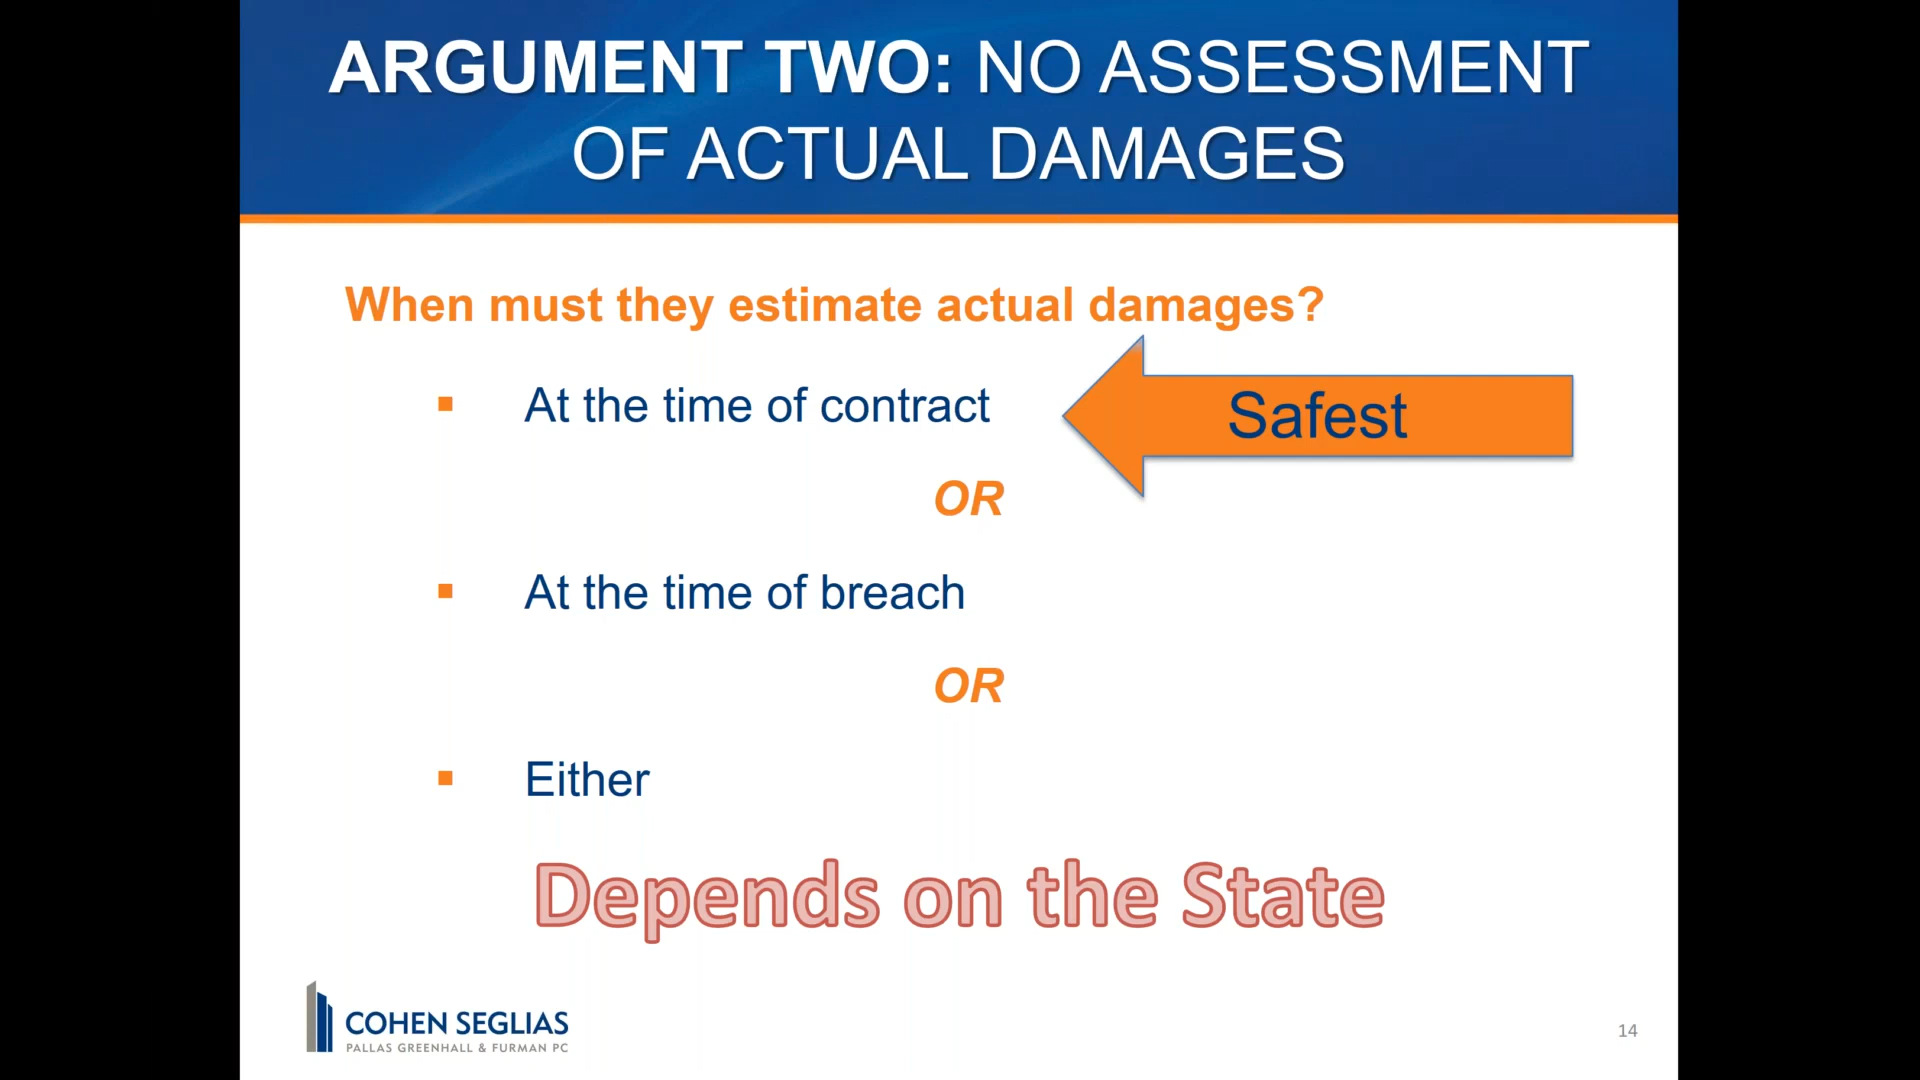 ARGUMENT TWO: NO ASSESSMENT
OF ACTUAL DAMAGES
When must they estimate actual damages?
▪ At the time of contract
Safest
OR
▪ At the time of breach
OR
▪ Either
Depends on the State
COHEN SEGLIAS
PALLAS GREENHALL & FURMAN PC
14